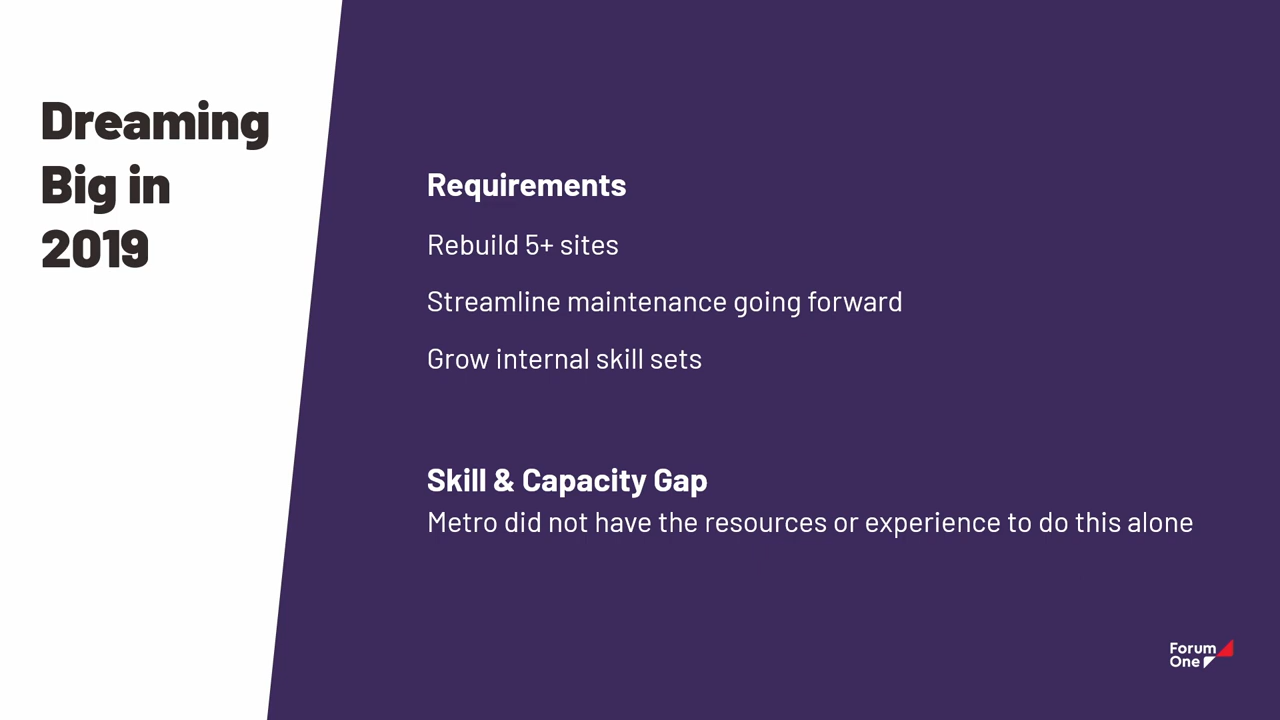 Dreaming
Big in
2019
Requirements
Rebuild 5+ sites
Streamline maintenance going forward
Grow internal skill sets
Skill & Capacity Gap
Metro did not have the resources or experience to do this alone
Forum
One